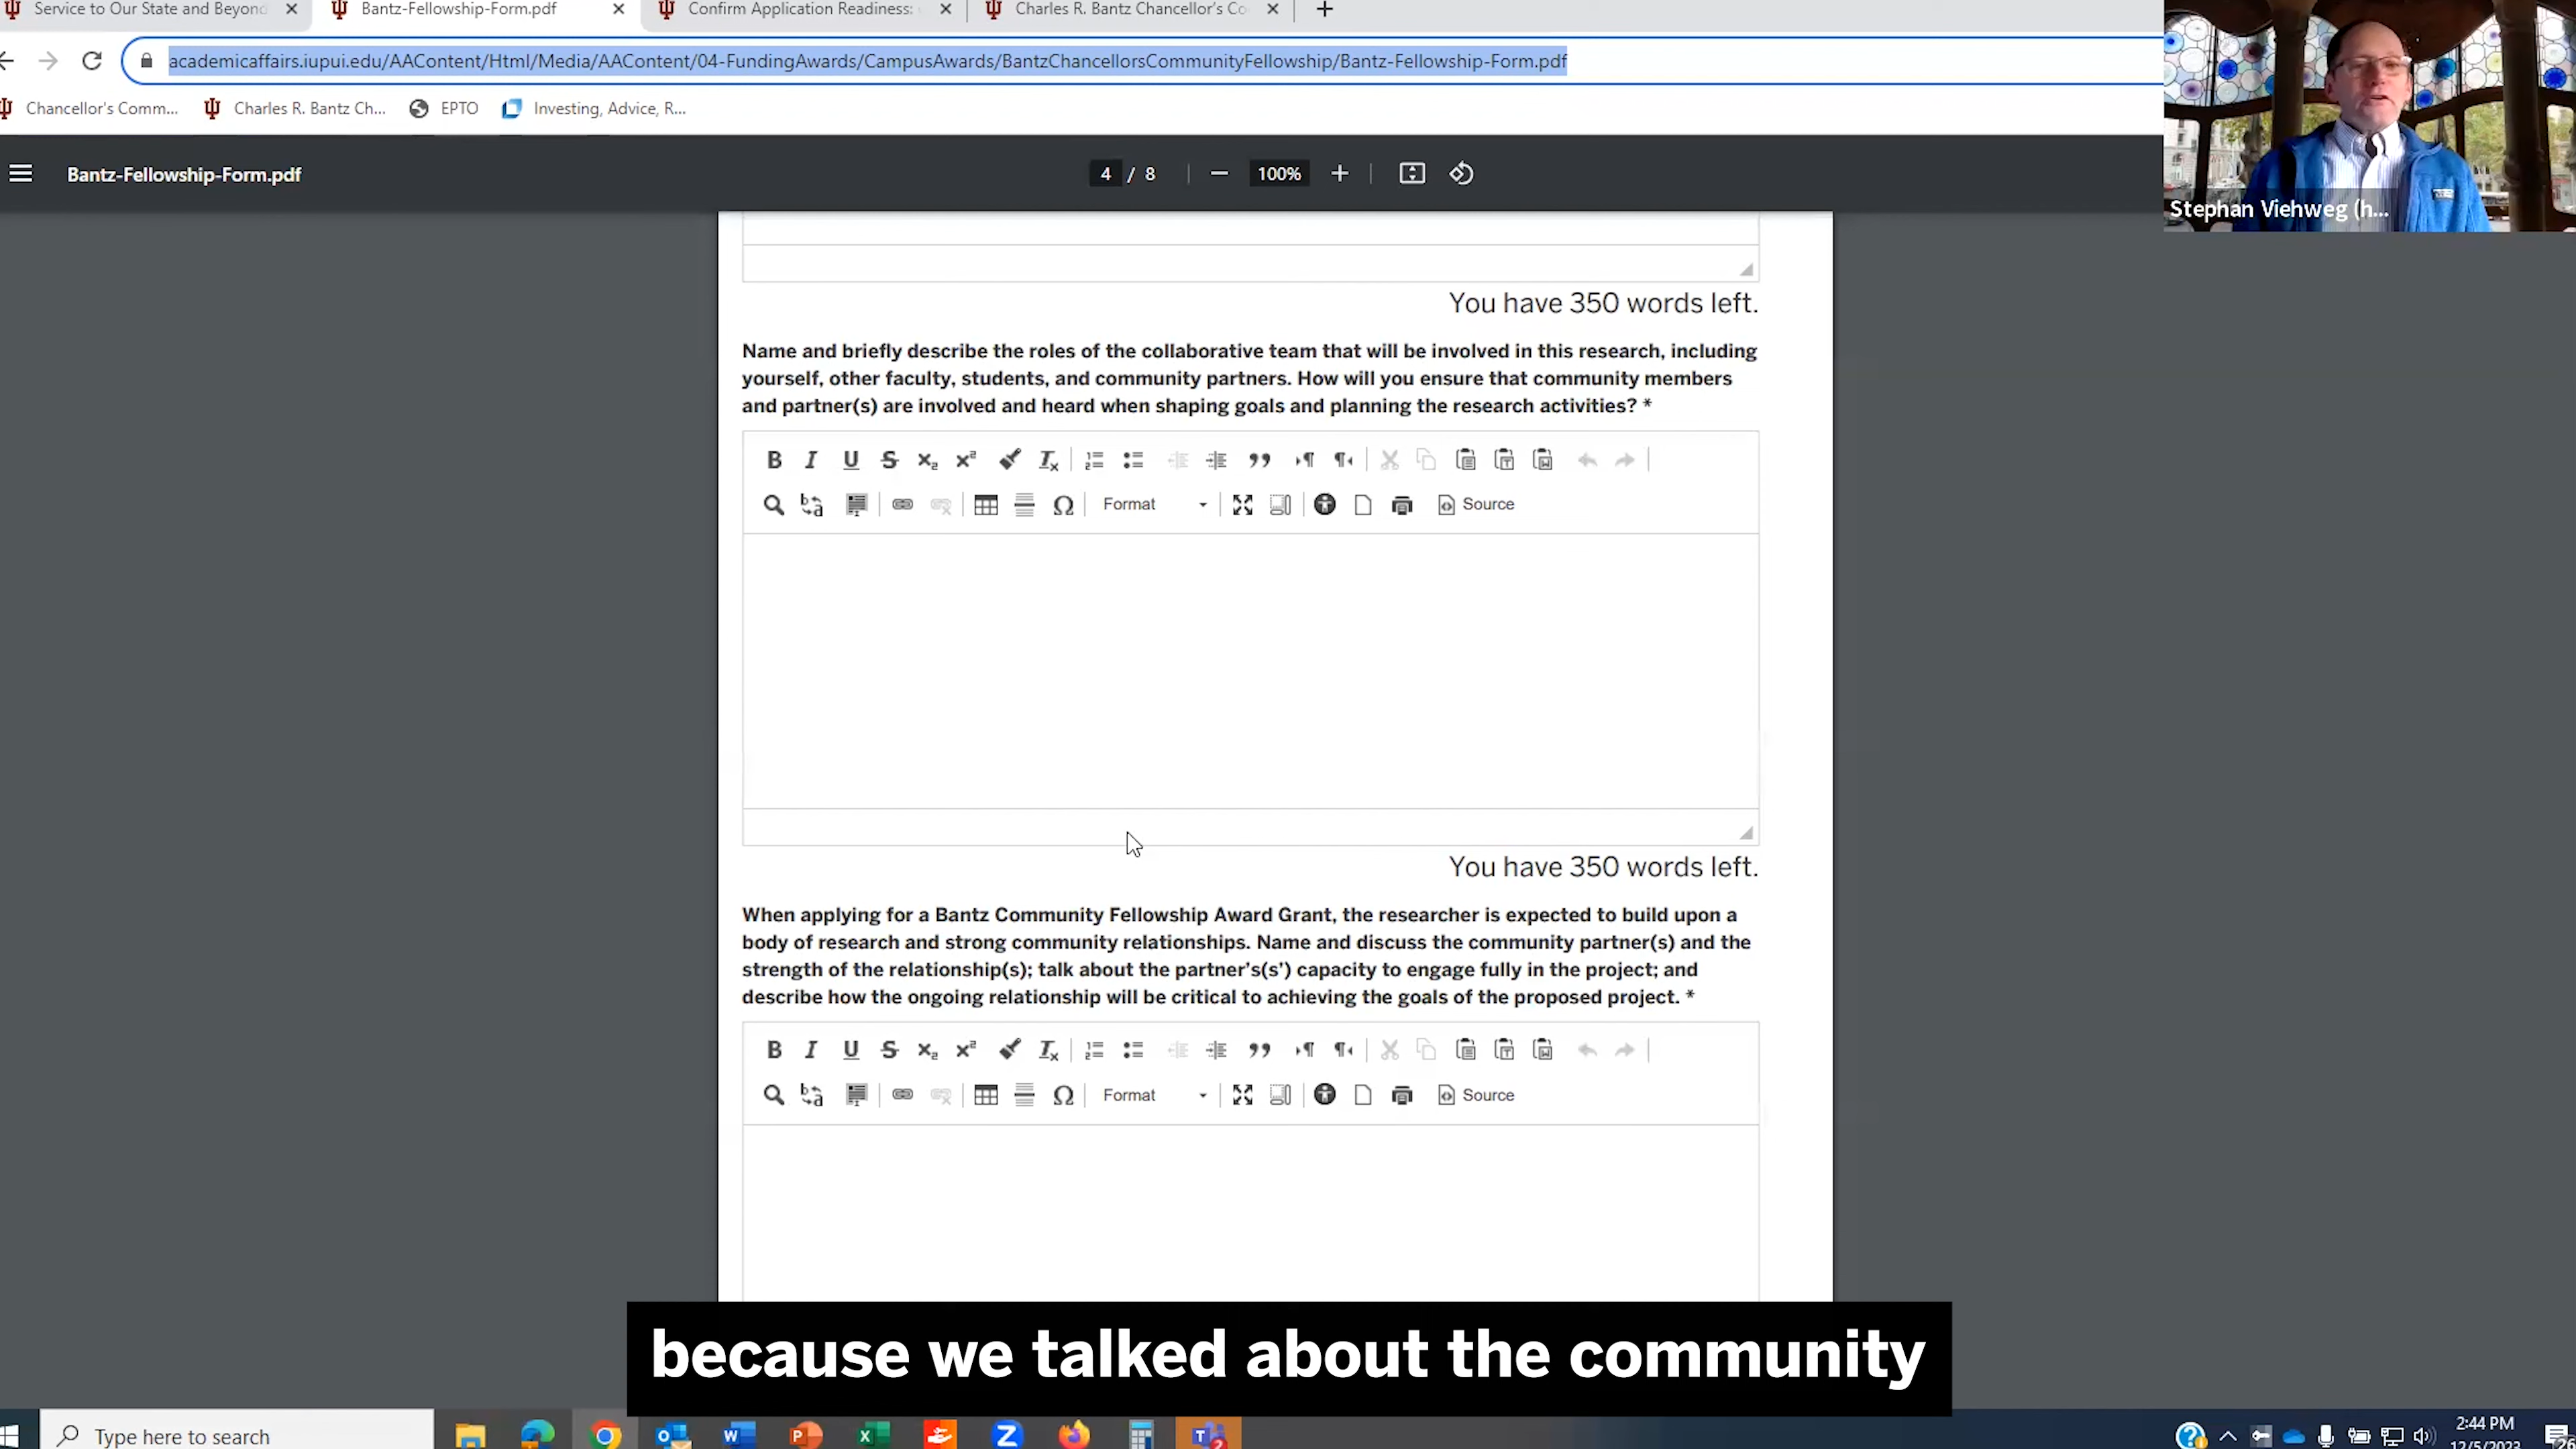 Service to Our State and Beyond
Bantz-Fellowship-Form.pdf
Confirm Application Readiness:
Charles R. Bantz Chancellor's Co
academicaffairs.iupui.edu/AAContent/Html/Media/AAContent/04-FundingAwards/CampusAwards/BantzChancellorsCommunityFellowship/Bantz-Fellowship-Form.pdf
Chancellor's Comm...
Charles R. Bantz Ch...
EPTO
Investing, Advice, R...
Bantz-Fellowship-Form.pdf
4 / 8
100%
Stephan Viehweg (h...
You have 350 words left.
Name and briefly describe the roles of the collaborative team that will be involved in this research, including
yourself, other faculty, students, and community partners. How will you ensure that community members
and partner(s) are involved and heard when shaping goals and planning the research activities? *
Format
Source
You have 350 words left.
When applying for a Bantz Community Fellowship Award Grant, the researcher is expected to build upon a
body of research and strong community relationships. Name and discuss the community partner(s) and the
strength of the relationship(s); talk about the partner's(s') capacity to engage fully in the project; and
describe how the ongoing relationship will be critical to achieving the goals of the proposed project. *
Format
Source
because we talked about the community
Type here to search
2:44 PM
12/5/2023